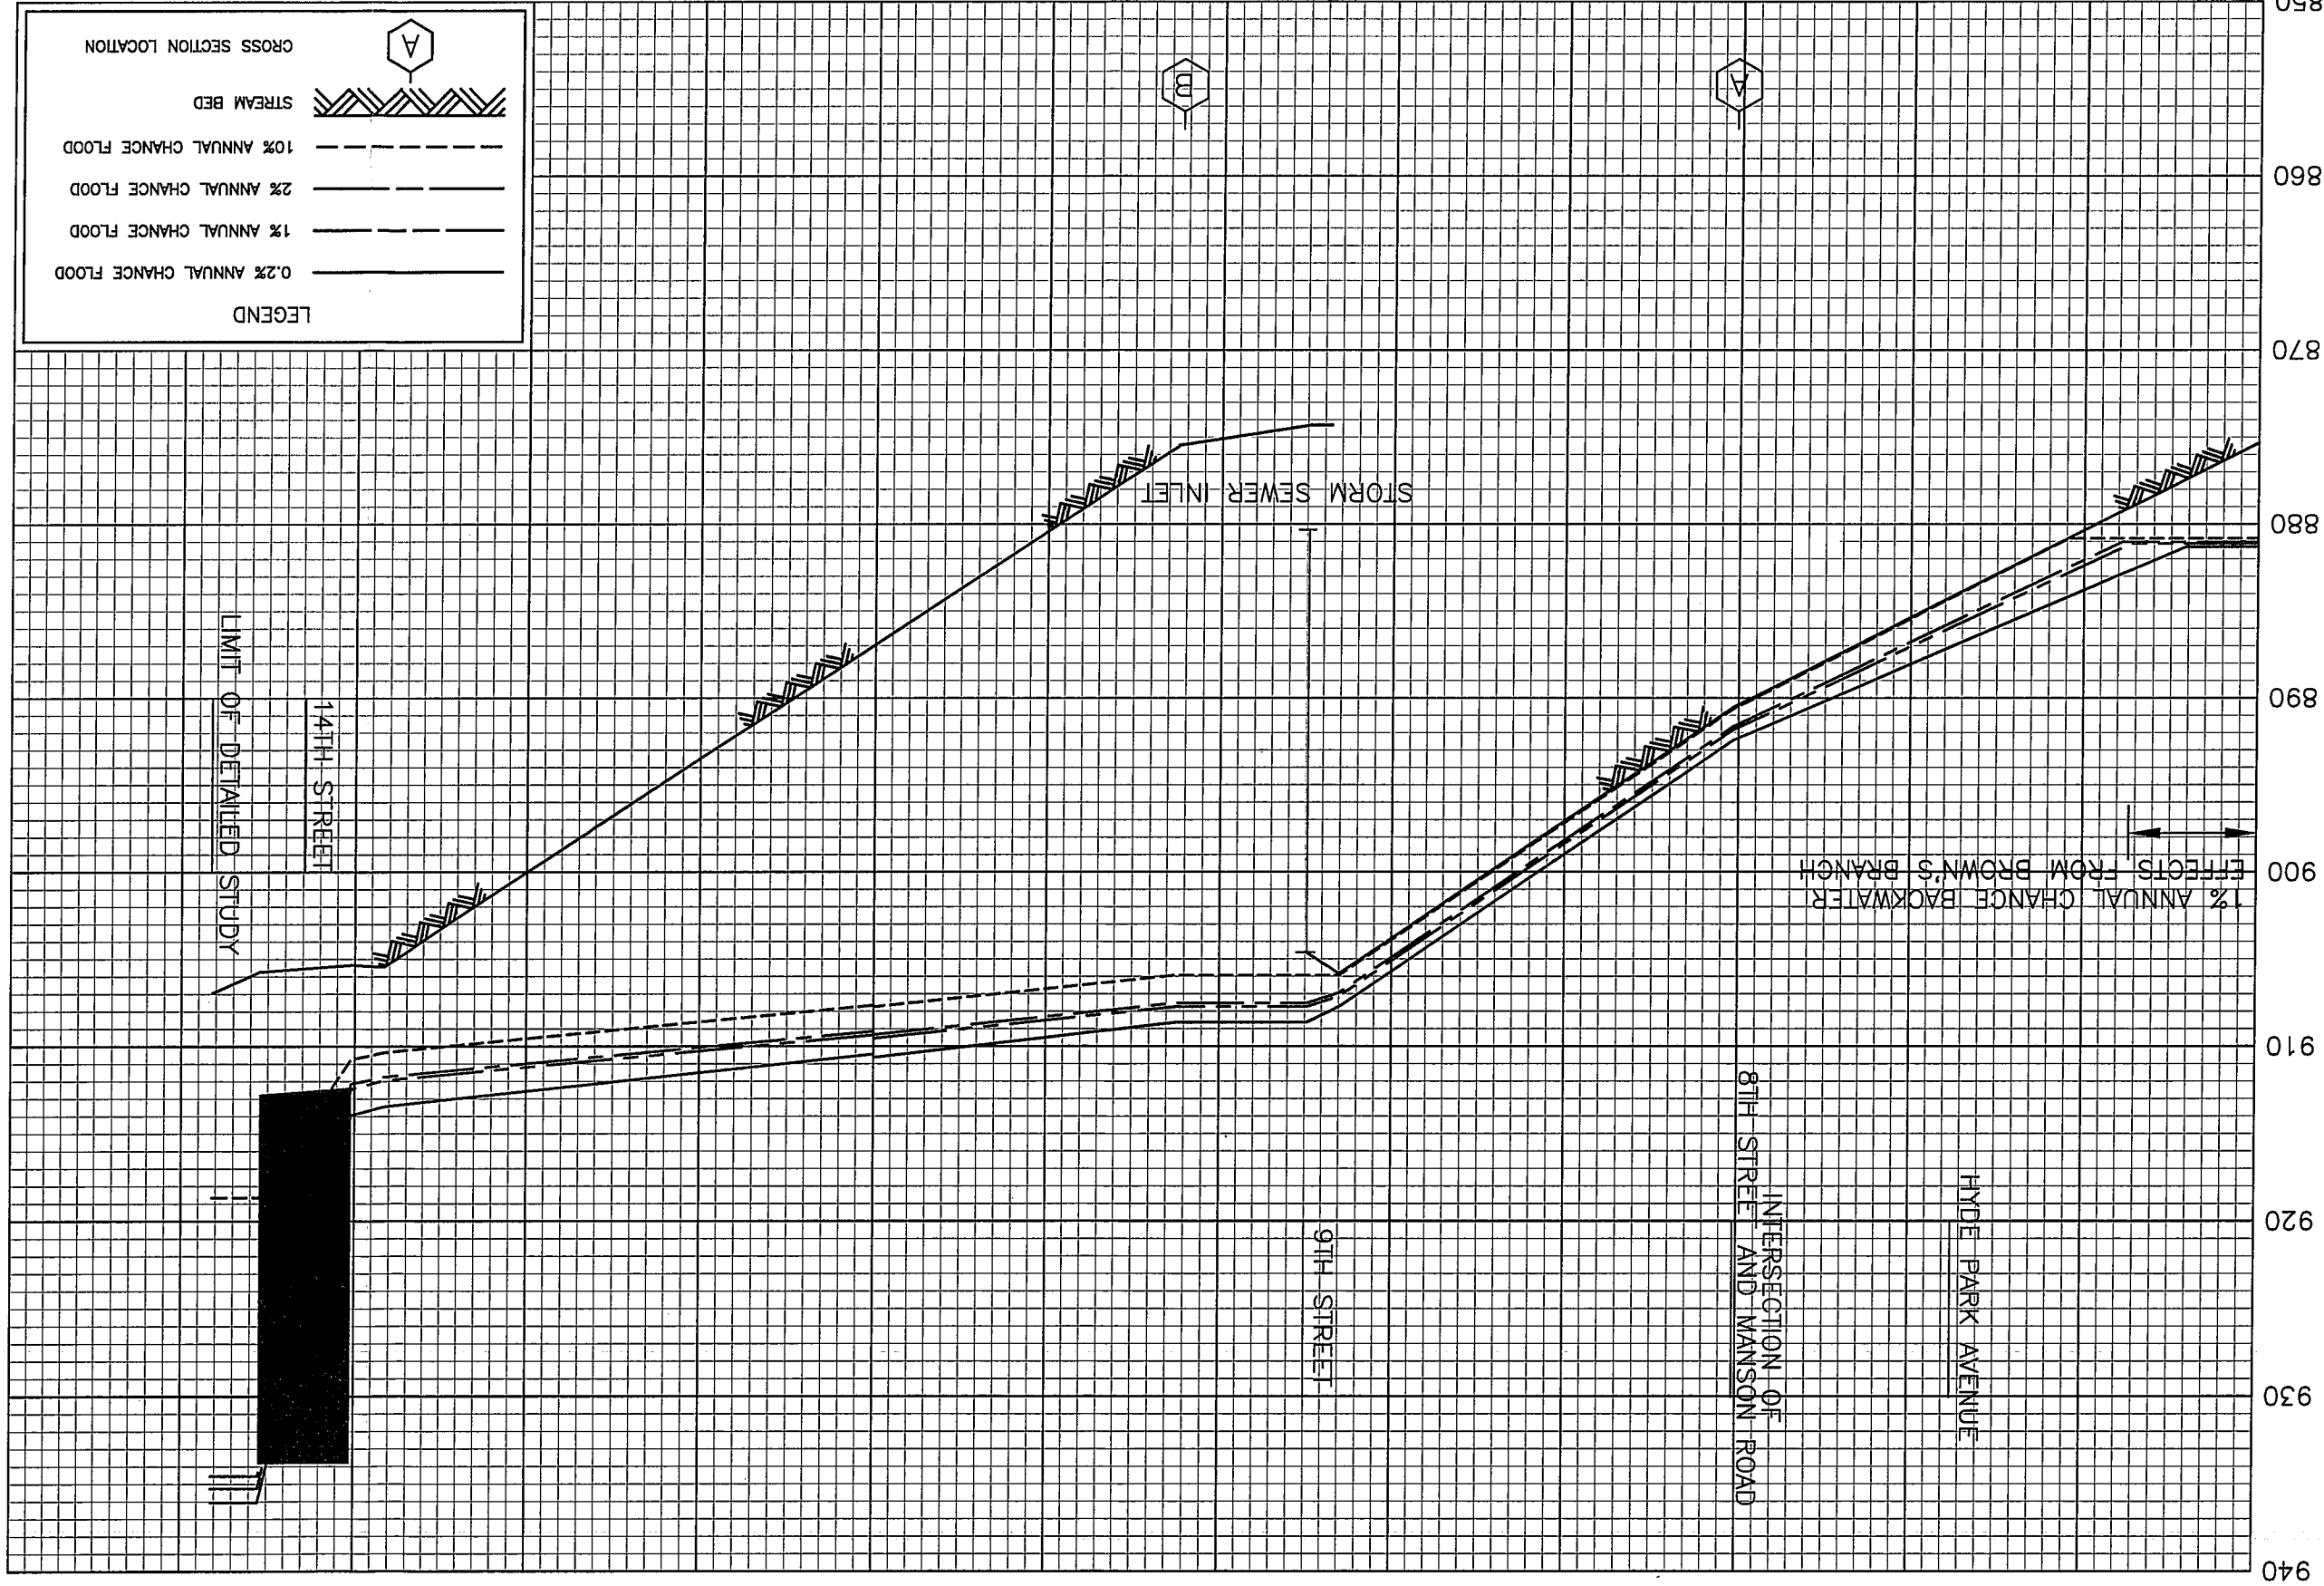 940
930
920
910
900
890
880
870
860
850
HYDE PARK AVENUE
INTERSECTION OF
8TH STREET AND MANSON ROAD
9TH STREET
14TH STREET
LIMIT OF DETAILED STUDY
1% ANNUAL CHANCE BACKWATER
EFFECTS FROM BROWN'S BRANCH
STORM SEWER INLET
A
B
LEGEND
0.2% ANNUAL CHANCE FLOOD
1% ANNUAL CHANCE FLOOD
2% ANNUAL CHANCE FLOOD
10% ANNUAL CHANCE FLOOD
STREAM BED
A
CROSS SECTION LOCATION